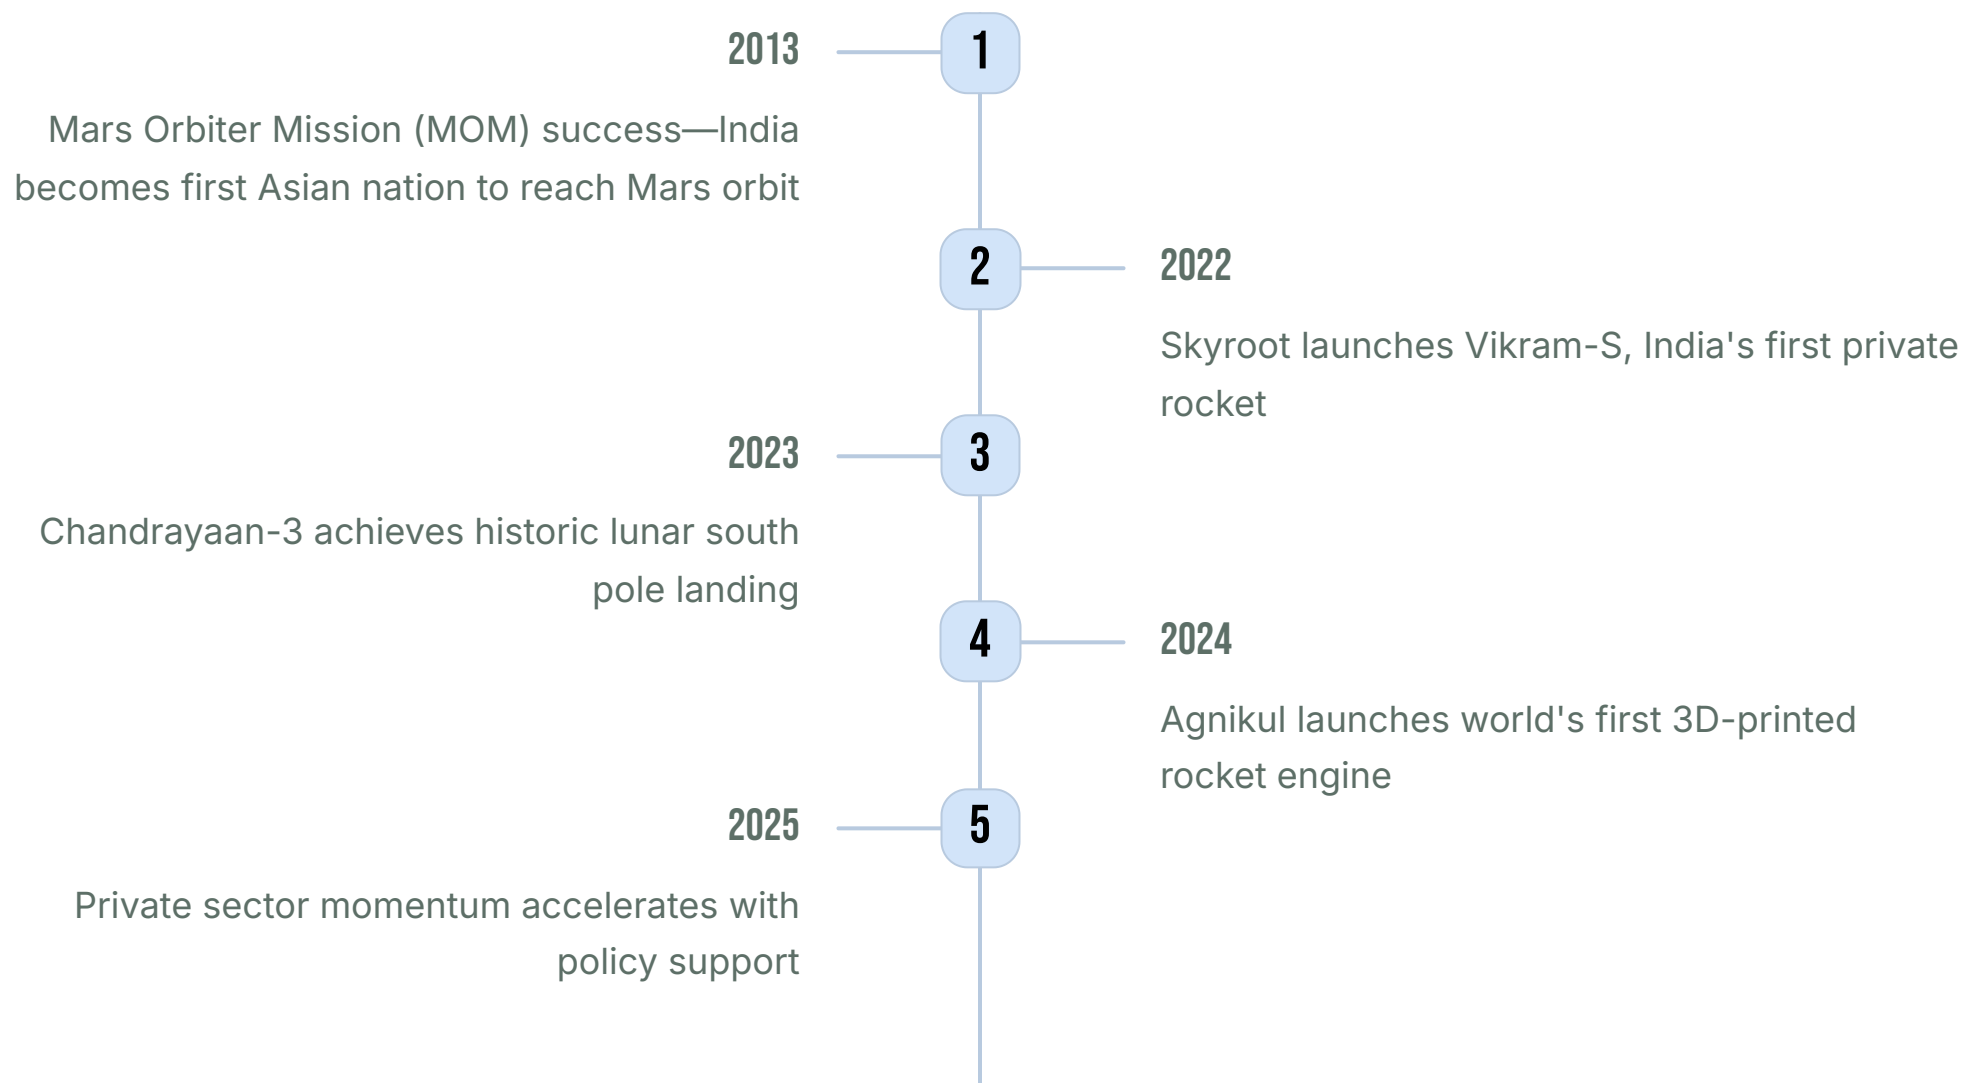 2013
1
Mars Orbiter Mission (MOM) success—India
becomes first Asian nation to reach Mars orbit
2
2022
Skyroot launches Vikram-S, India's first private
rocket
2023
3
Chandrayaan-3 achieves historic lunar south
pole landing
4
2024
Agnikul launches world's first 3D-printed
rocket engine
2025
5
Private sector momentum accelerates with
policy support